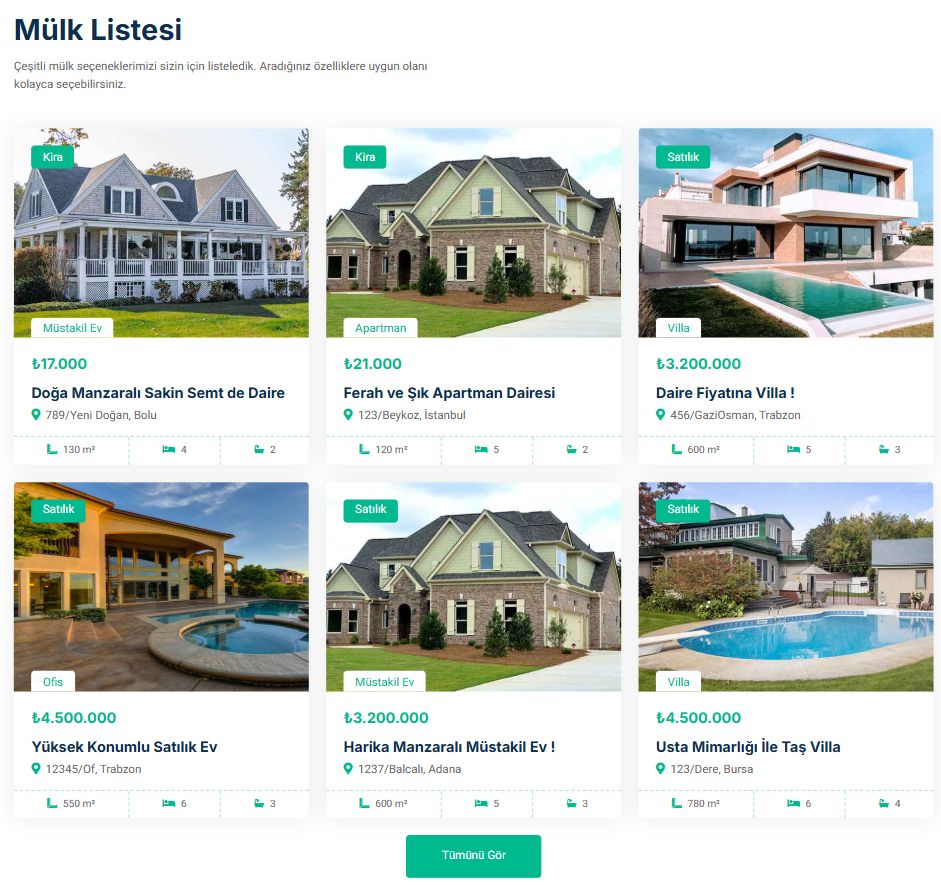 Mülk Listesi
Çeşitli mülk seçeneklerimizi sizin için listeledik. Aradığınız özelliklere uygun olanı
kolayca seçebilirsiniz.
Kira
Müstakil Ev
₺17.000
Doğa Manzaralı Sakin Semt de Daire
789/Yeni Doğan, Bolu
130 m² 4 2
Kira
Apartman
₺21.000
Ferah ve Şık Apartman Dairesi
123/Beykoz, İstanbul
120 m² 5 2
Satılık
Villa
₺3.200.000
Daire Fiyatına Villa !
456/GaziOsman, Trabzon
600 m² 5 3
Satılık
Ofis
₺4.500.000
Yüksek Konumlu Satılık Ev
12345/Of, Trabzon
550 m² 6 3
Satılık
Müstakil Ev
₺3.200.000
Harika Manzaralı Müstakil Ev !
1237/Balcalı, Adana
600 m² 5 3
Satılık
Villa
₺4.500.000
Usta Mimarlığı İle Taş Villa
123/Dere, Bursa
780 m² 6 4
Tümünü Gör